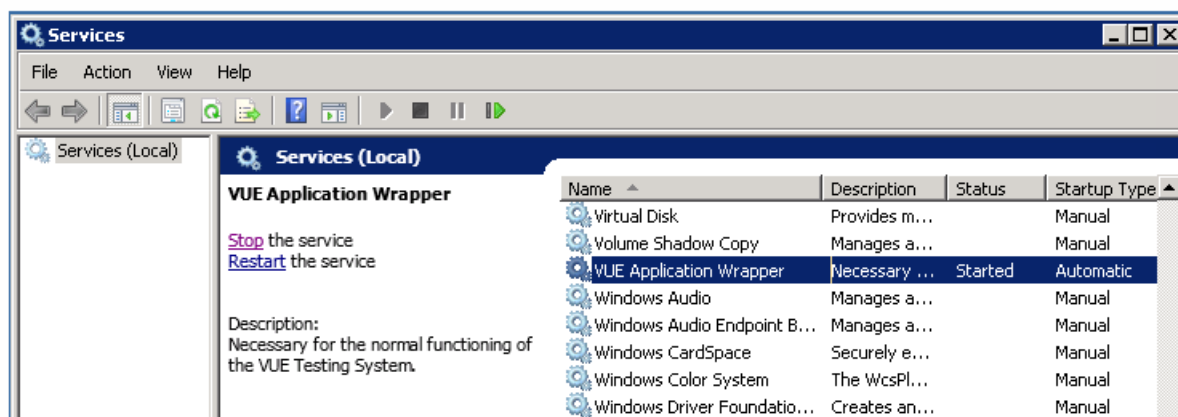 Services
File Action View Help
Services (Local)
Services (Local)
VUE Application Wrapper
Stop the service
Restart the service
Description:
Necessary for the normal functioning of
the VUE Testing System.
Name Description Status Startup Type
Virtual Disk Provides m... Manual
Volume Shadow Copy Manages a... Manual
VUE Application Wrapper Necessary ... Started Automatic
Windows Audio Manages a... Manual
Windows Audio Endpoint B... Manages a... Manual
Windows CardSpace Securely e... Manual
Windows Color System The WcsPl... Manual
Windows Driver Foundatio... Creates an... Manual